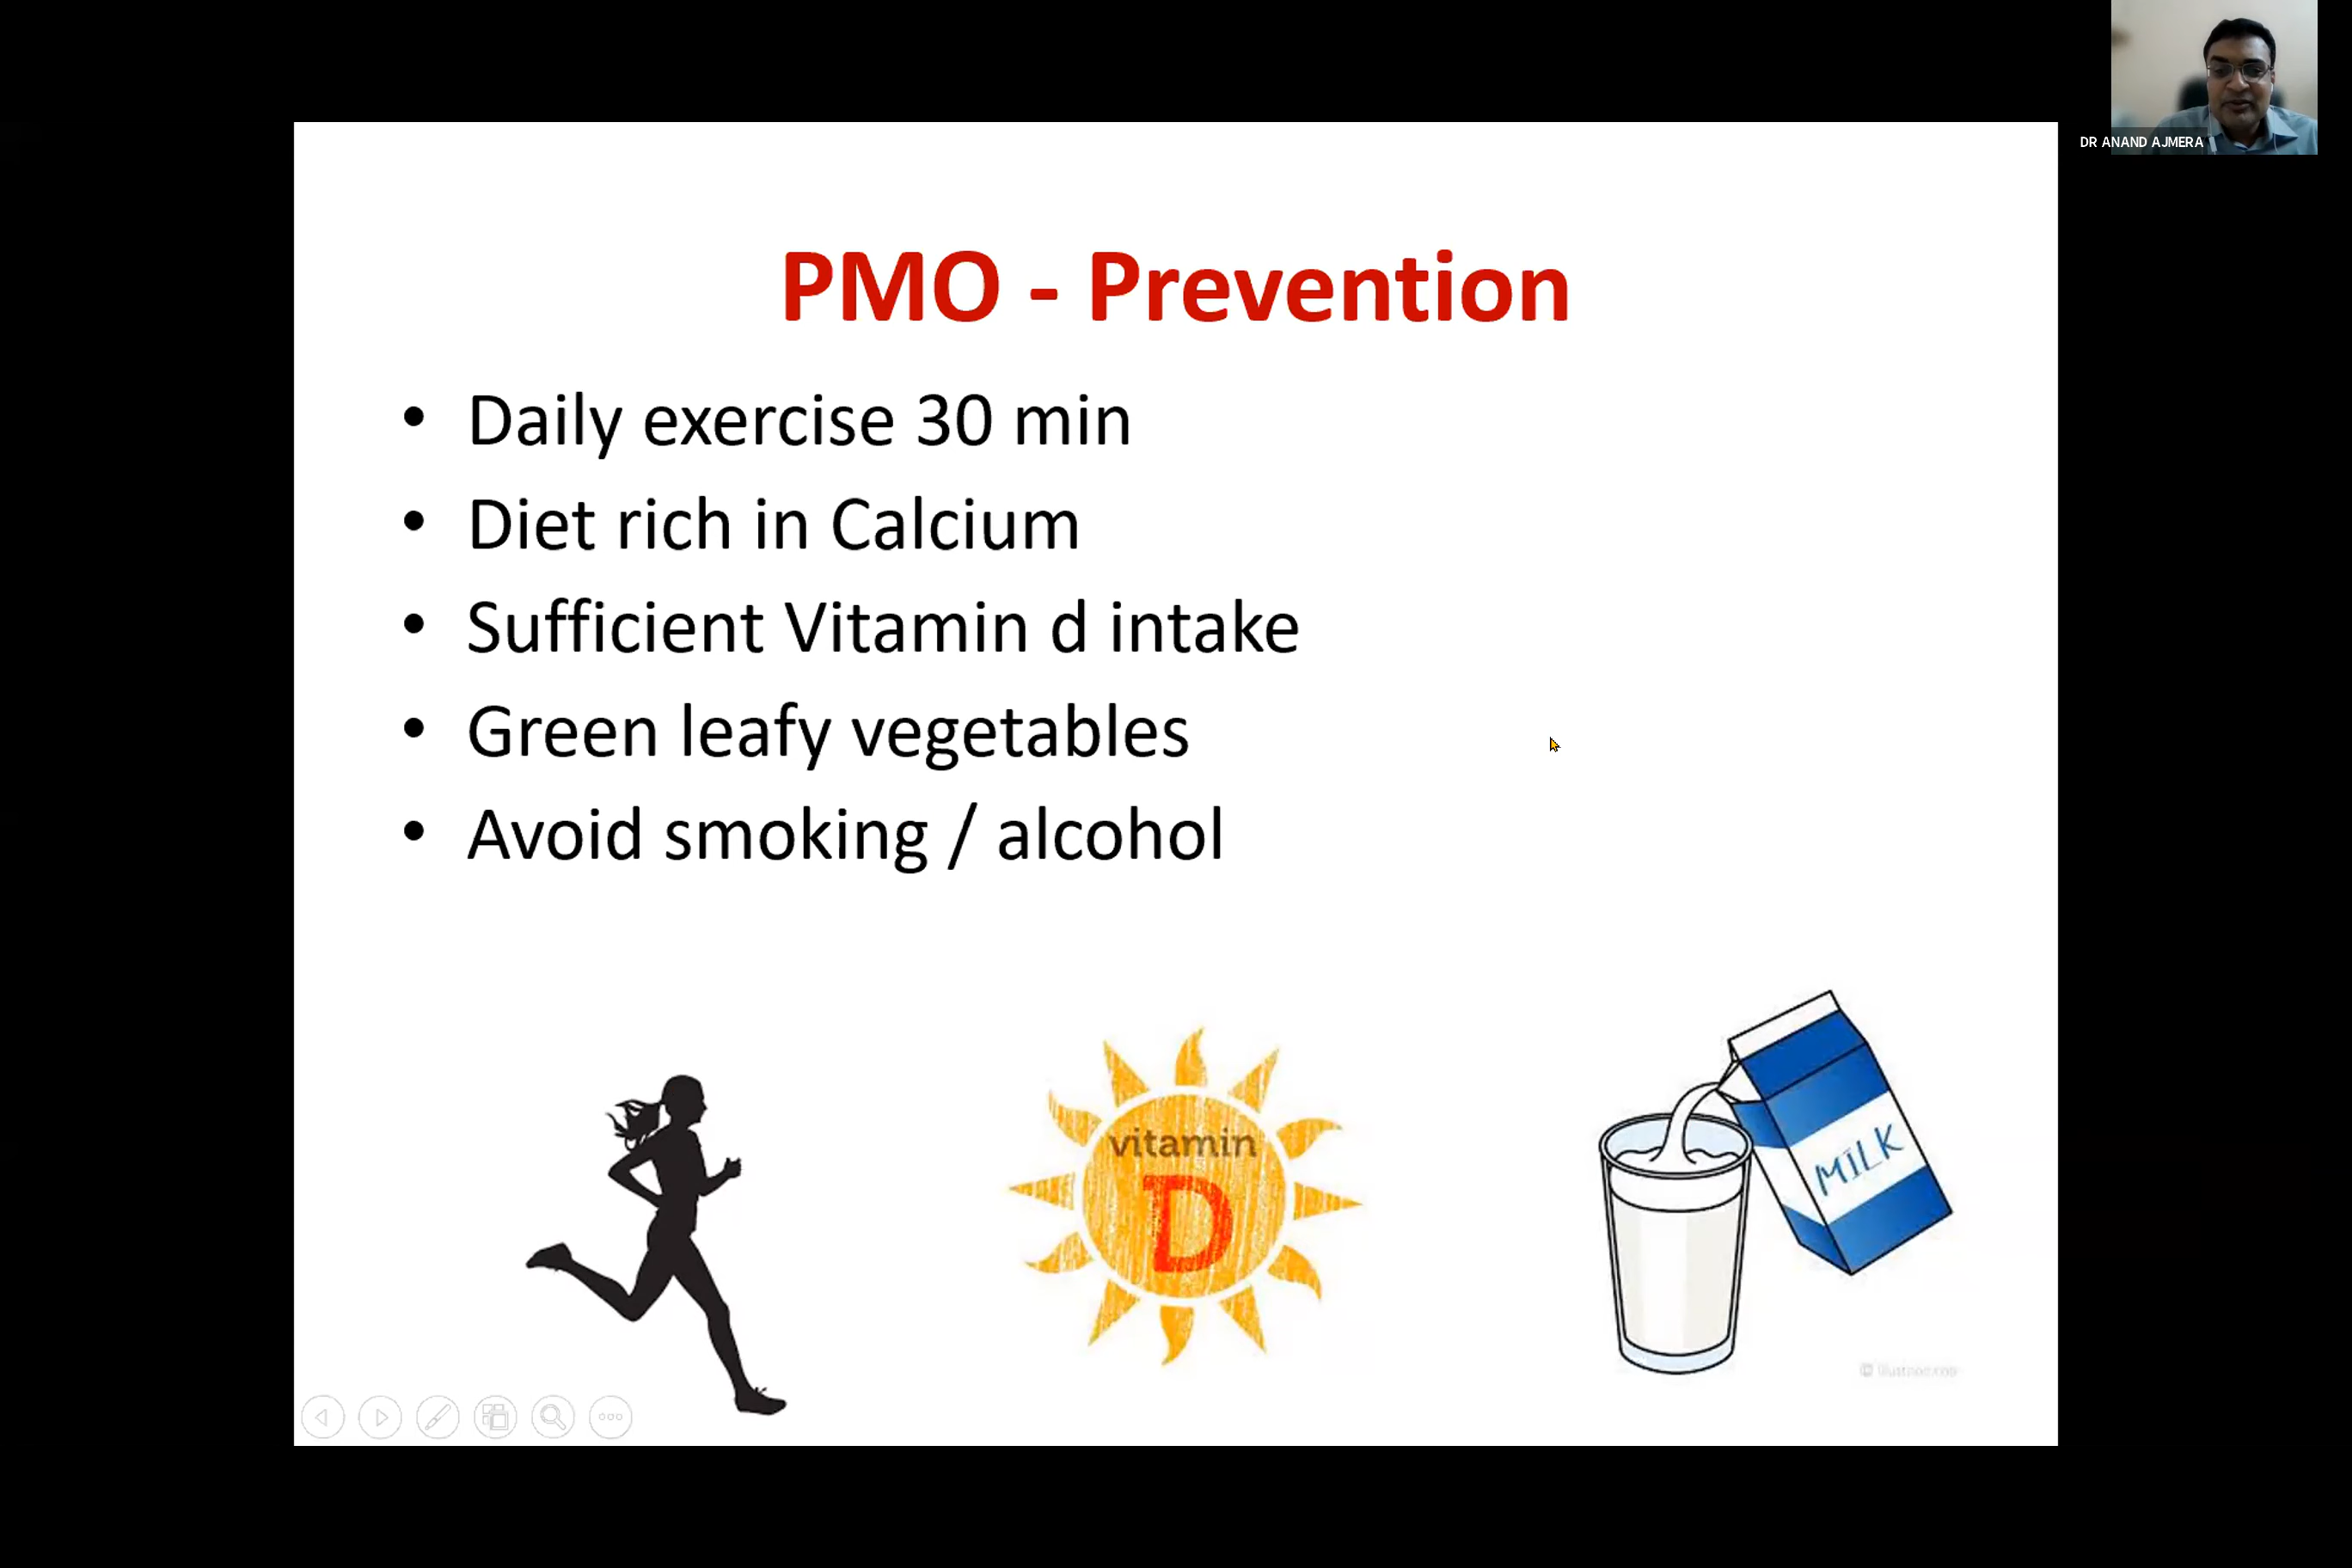 DR ANAND AJMERA
PMO - Prevention
• Daily exercise 30 min
• Diet rich in Calcium
• Sufficient Vitamin d intake
• Green leafy vegetables
• Avoid smoking / alcohol
vitamin
D
MILK